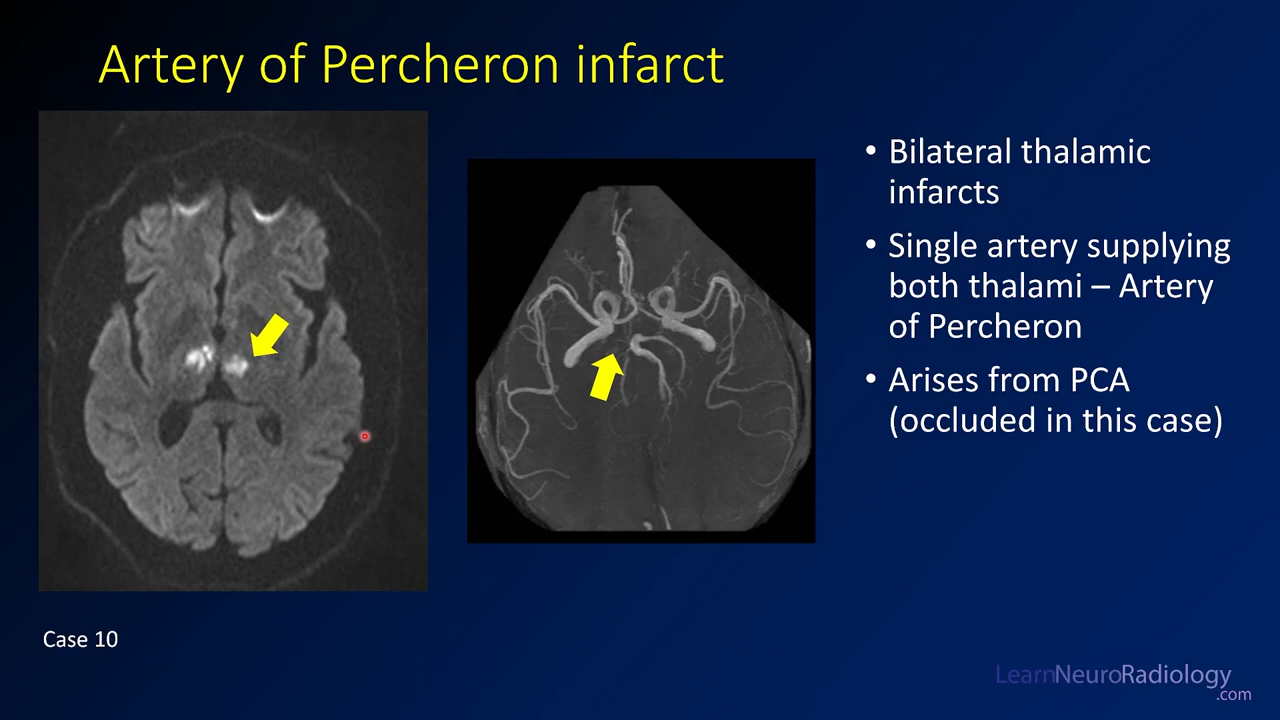 Artery of Percheron infarct
• Bilateral thalamic
infarcts
• Single artery supplying
both thalami – Artery
of Percheron
• Arises from PCA
(occluded in this case)
Case 10
LearnNeuroRadiology
.com